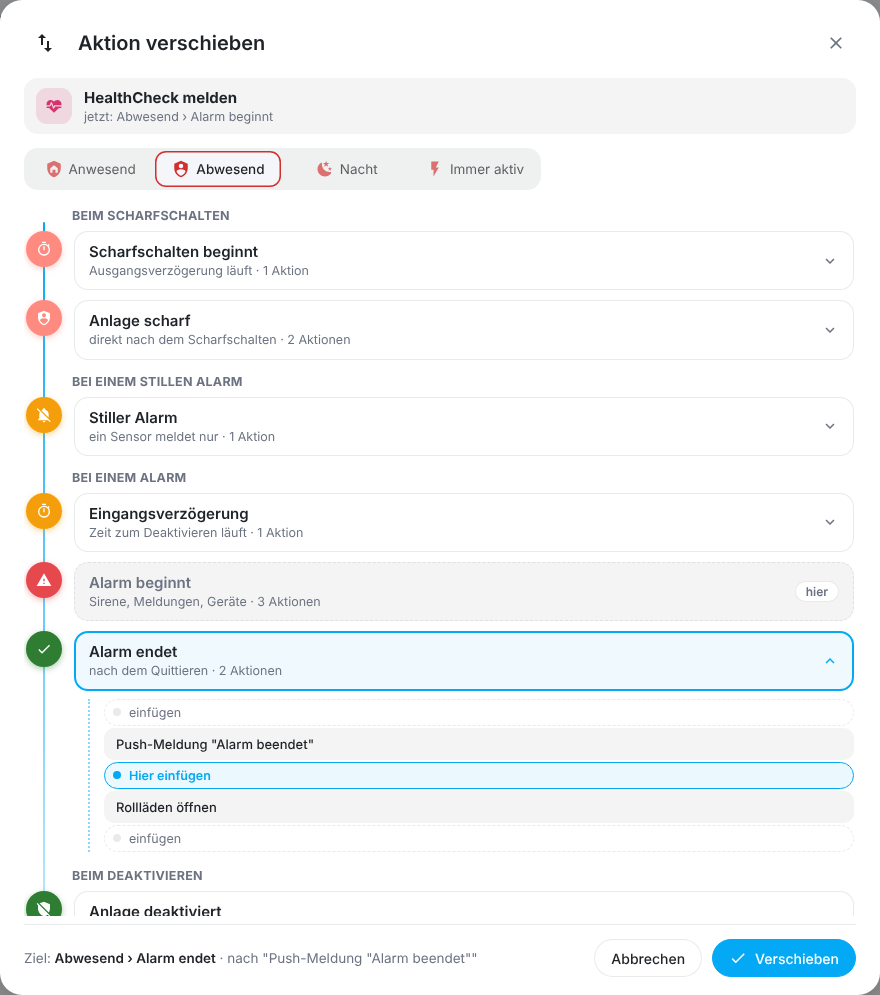 Aktion verschieben
HealthCheck melden
jetzt: Abwesend › Alarm beginnt
Anwesend
Abwesend
Nacht
Immer aktiv
BEIM SCHARFSCHALTEN
Scharfschalten beginnt
Ausgangsverzögerung läuft · 1 Aktion
Anlage scharf
direkt nach dem Scharfschalten · 2 Aktionen
BEI EINEM STILLEN ALARM
Stiller Alarm
ein Sensor meldet nur · 1 Aktion
BEI EINEM ALARM
Eingangsverzögerung
Zeit zum Deaktivieren läuft · 1 Aktion
Alarm beginnt
Sirene, Meldungen, Geräte · 3 Aktionen
hier
Alarm endet
nach dem Quittieren · 2 Aktionen
einfügen
Push-Meldung "Alarm beendet"
Hier einfügen
Rollläden öffnen
einfügen
BEIM DEAKTIVIEREN
Anlage deaktiviert
Ziel: Abwesend › Alarm endet · nach "Push-Meldung "Alarm beendet""
Abbrechen
Verschieben